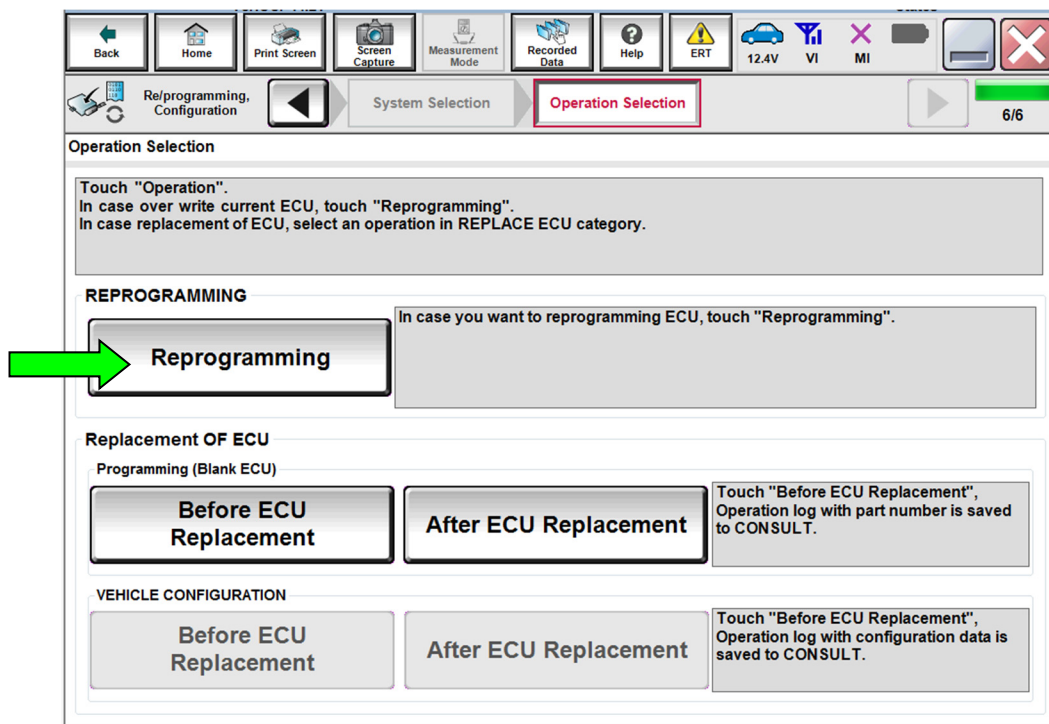 Back
Home
Print Screen
Screen
Capture
Measurement
Mode
Recorded
Data
Help
ERT
12.4V
VI
MI
Re/programming,
Configuration
System Selection
Operation Selection
6/6
Operation Selection
Touch "Operation".
In case over write current ECU, touch "Reprogramming".
In case replacement of ECU, select an operation in REPLACE ECU category.
REPROGRAMMING
Reprogramming
In case you want to reprogramming ECU, touch "Reprogramming".
Replacement OF ECU
Programming (Blank ECU)
Before ECU
Replacement
After ECU Replacement
Touch "Before ECU Replacement",
Operation log with part number is saved
to CONSULT.
VEHICLE CONFIGURATION
Before ECU
Replacement
After ECU Replacement
Touch "Before ECU Replacement",
Operation log with configuration data is
saved to CONSULT.